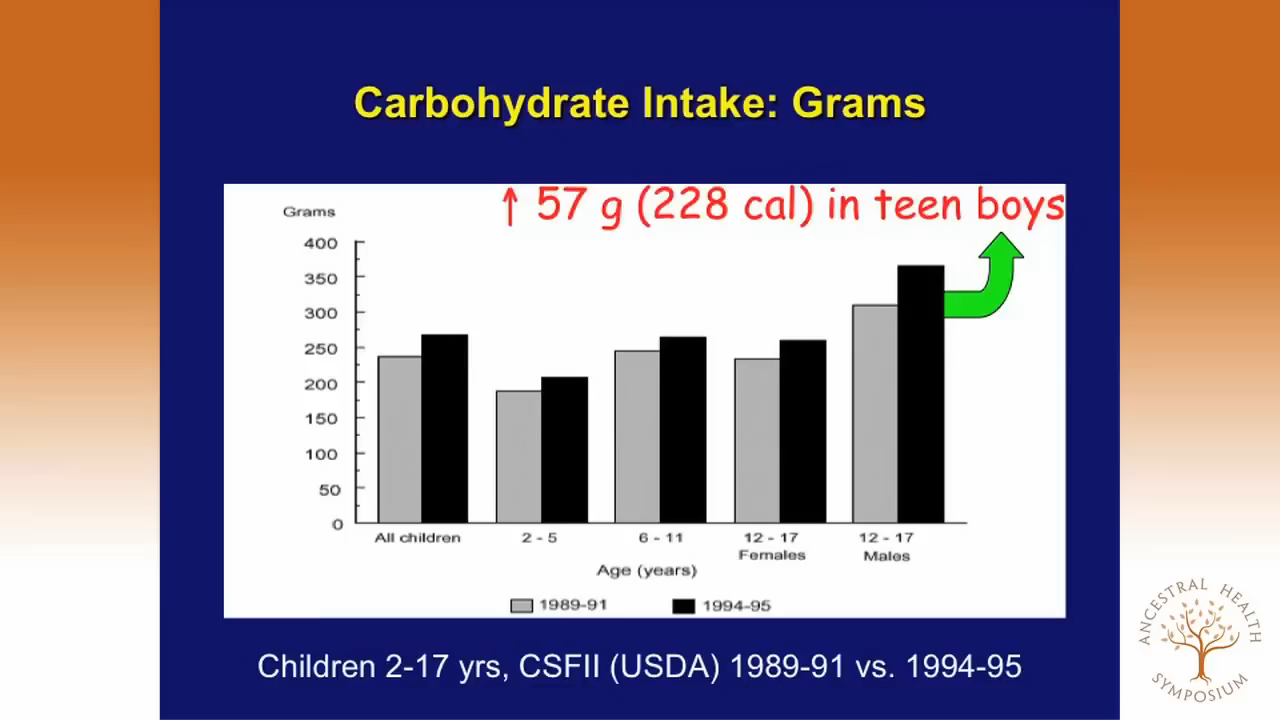 Carbohydrate Intake: Grams
↑ 57 g (228 cal) in teen boys
Grams
400
350
300
250
200
150
100
50
0
All children
2 - 5
6 - 11
12 - 17
Females
12 - 17
Males
Age (years)
1989-91
1994-95
Children 2-17 yrs, CSFII (USDA) 1989-91 vs. 1994-95
ANCESTRAL HEALTH
SYMPOSIUM